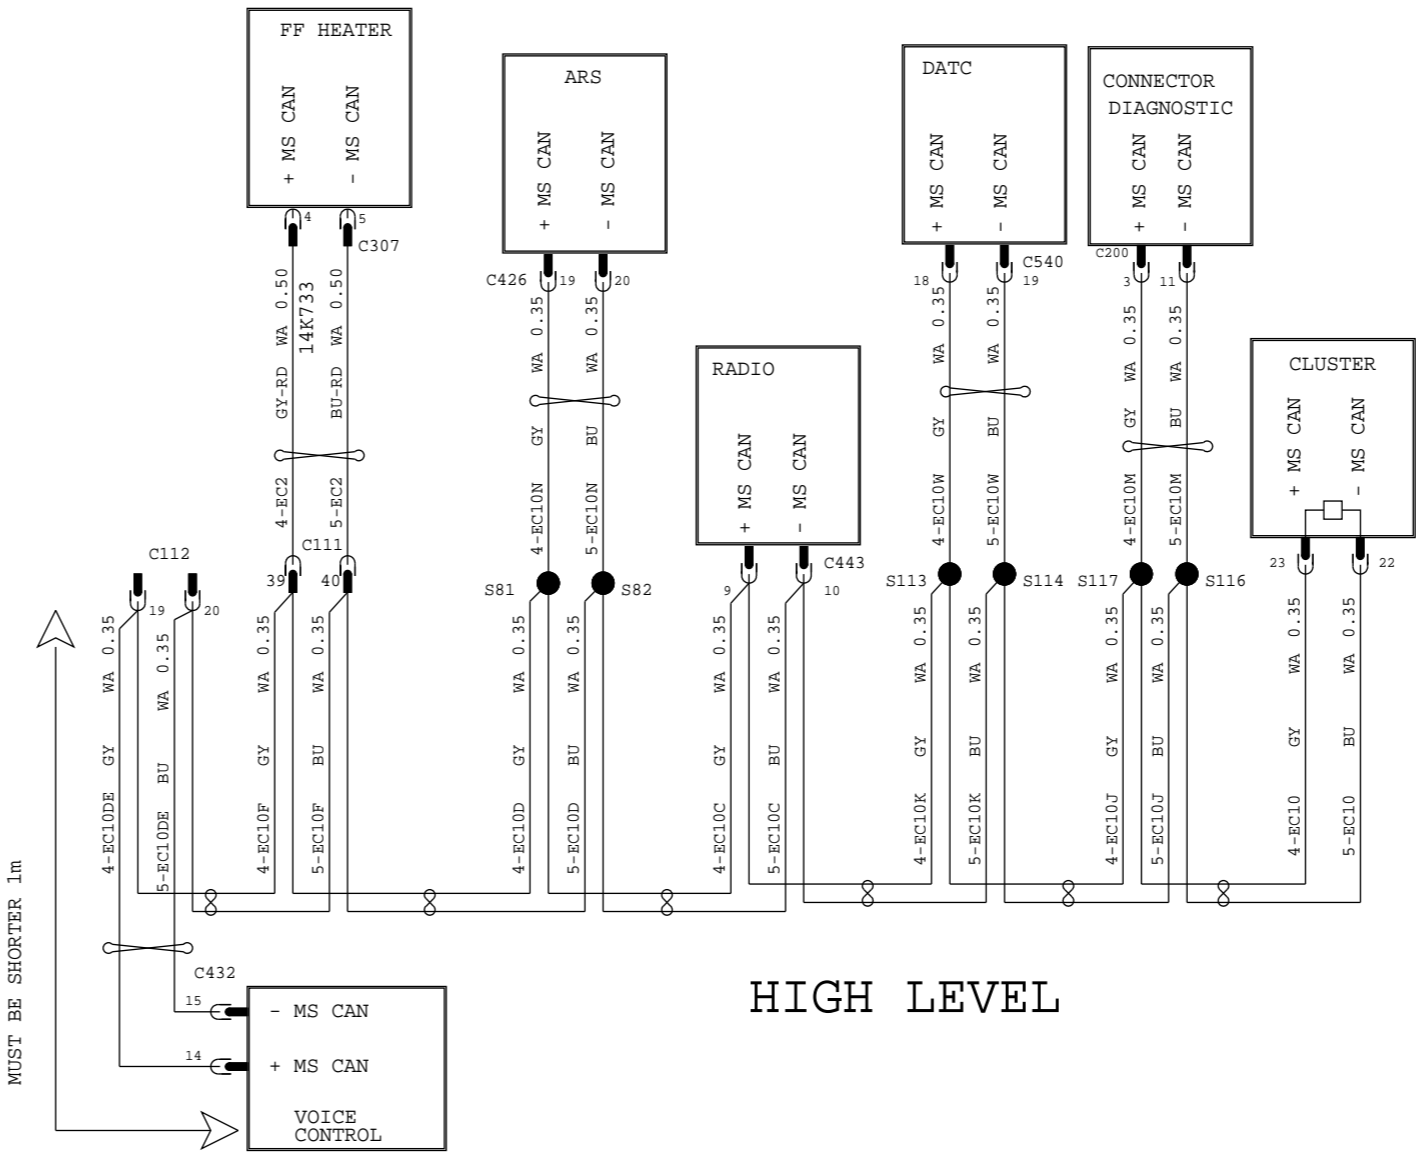 FF HEATER
+ MS CAN
- MS CAN
4
5
C307
GY-RD WA 0.50
14K733
BU-RD WA 0.50
4-EC2
5-EC2
C111
39
40
ARS
+ MS CAN
- MS CAN
C426
19
20
WA 0.35
WA 0.35
GY
BU
4-EC10N
5-EC10N
S81
S82
RADIO
+ MS CAN
- MS CAN
C443
9
10
DATC
+ MS CAN
- MS CAN
C540
18
19
WA 0.35
WA 0.35
GY
BU
4-EC10W
5-EC10W
S113
S114
CONNECTOR
DIAGNOSTIC
+ MS CAN
- MS CAN
C200
3
11
WA 0.35
WA 0.35
GY
BU
4-EC10M
5-EC10M
S117
S116
CLUSTER
+ MS CAN
- MS CAN
23
22
C112
19
20
4-EC10DE GY WA 0.35
5-EC10DE BU WA 0.35
4-EC10F GY WA 0.35
5-EC10F BU WA 0.35
4-EC10D GY WA 0.35
5-EC10D BU WA 0.35
4-EC10C GY WA 0.35
5-EC10C BU WA 0.35
4-EC10K GY WA 0.35
5-EC10K BU WA 0.35
4-EC10J GY WA 0.35
5-EC10J BU WA 0.35
4-EC10 GY WA 0.35
5-EC10 BU WA 0.35
MUST BE SHORTER 1m
C432
15
14
- MS CAN
+ MS CAN
VOICE
CONTROL
HIGH LEVEL